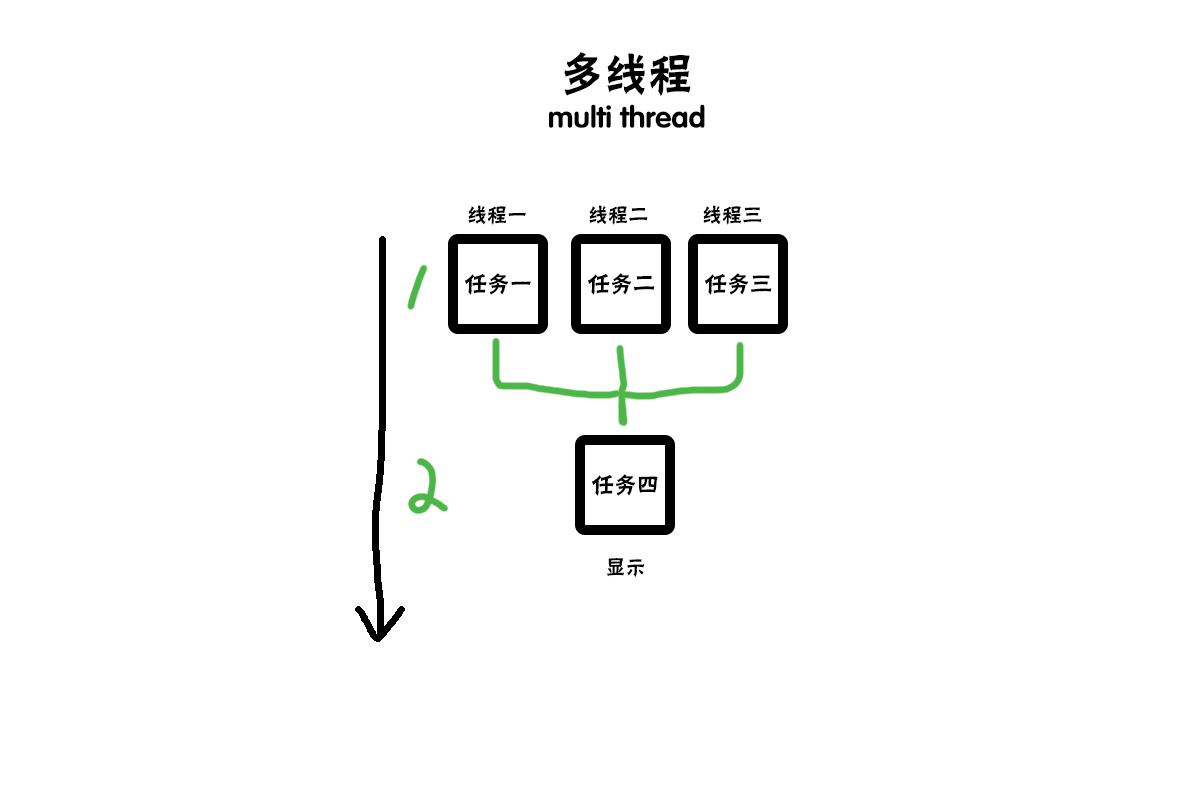 多线程
multi thread
线程一 线程二 线程三
1 任务一 任务二 任务三
2 任务四
显示